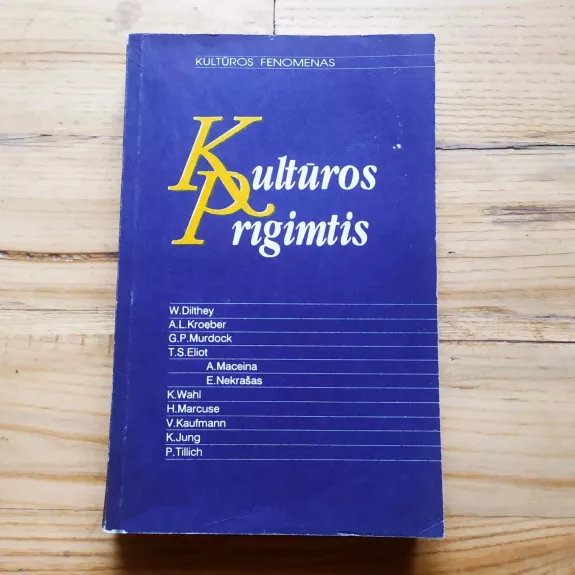 KULTŪROS FENOMENAS
Kultūros
Prigimtis
W.Dilthey
A.L.Kroeber
G.P.Murdock
T.S.Eliot
A.Maceina
E.Nekrašas
K.Wahl
H.Marcuse
V.Kaufmann
K.Jung
P.Tillich